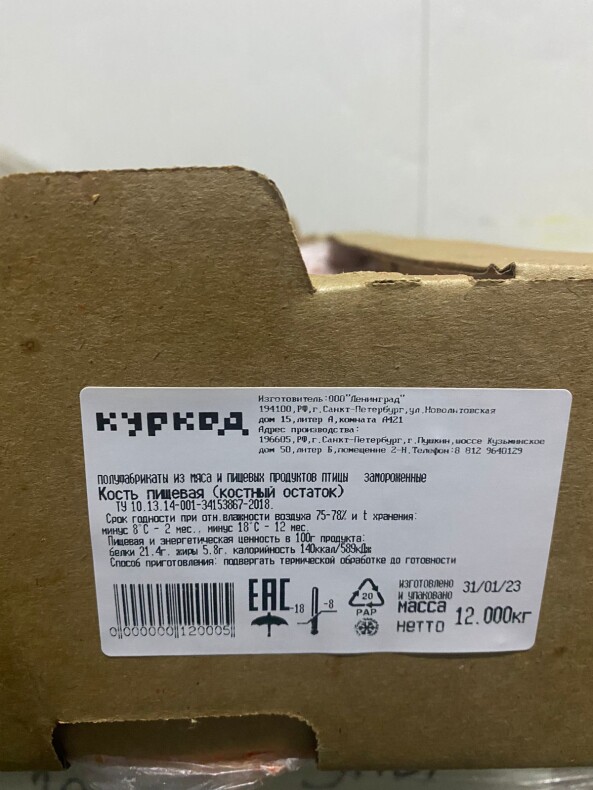 куркод
Изготовитель:ООО"Ленинград"
194100,РФ,г.Санкт-Петербург,ул.Новолитовская
дом 15,литер А,комната А421
Адрес производства:
196605,РФ,г.Санкт-Петербург,г.Пушкин,шоссе Кузьминское
дом 50,литер Б,помещение 2-Н.Телефон:8 812 9640129
полуфабрикаты из мяса и пищевых продуктов птицы замороженные
Кость пищевая (костный остаток)
ТУ 10.13.14-001-34153867-2018.
Срок годности при отн.влажности воздуха 75-78% и t хранения:
минус 8°С - 2 мес., минус 18°С - 12 мес.
Пищевая и энергетическая ценность в 100г продукта:
белки 21.4г. жиры 5.8г. калорийность 140ккал/589кДж
Способ приготовления: подвергать термической обработке до готовности
0 000000 120005
ЕАС
-18 -8
20
PAP
изготовлено и упаковано 31/01/23
масса нетто 12.000кг